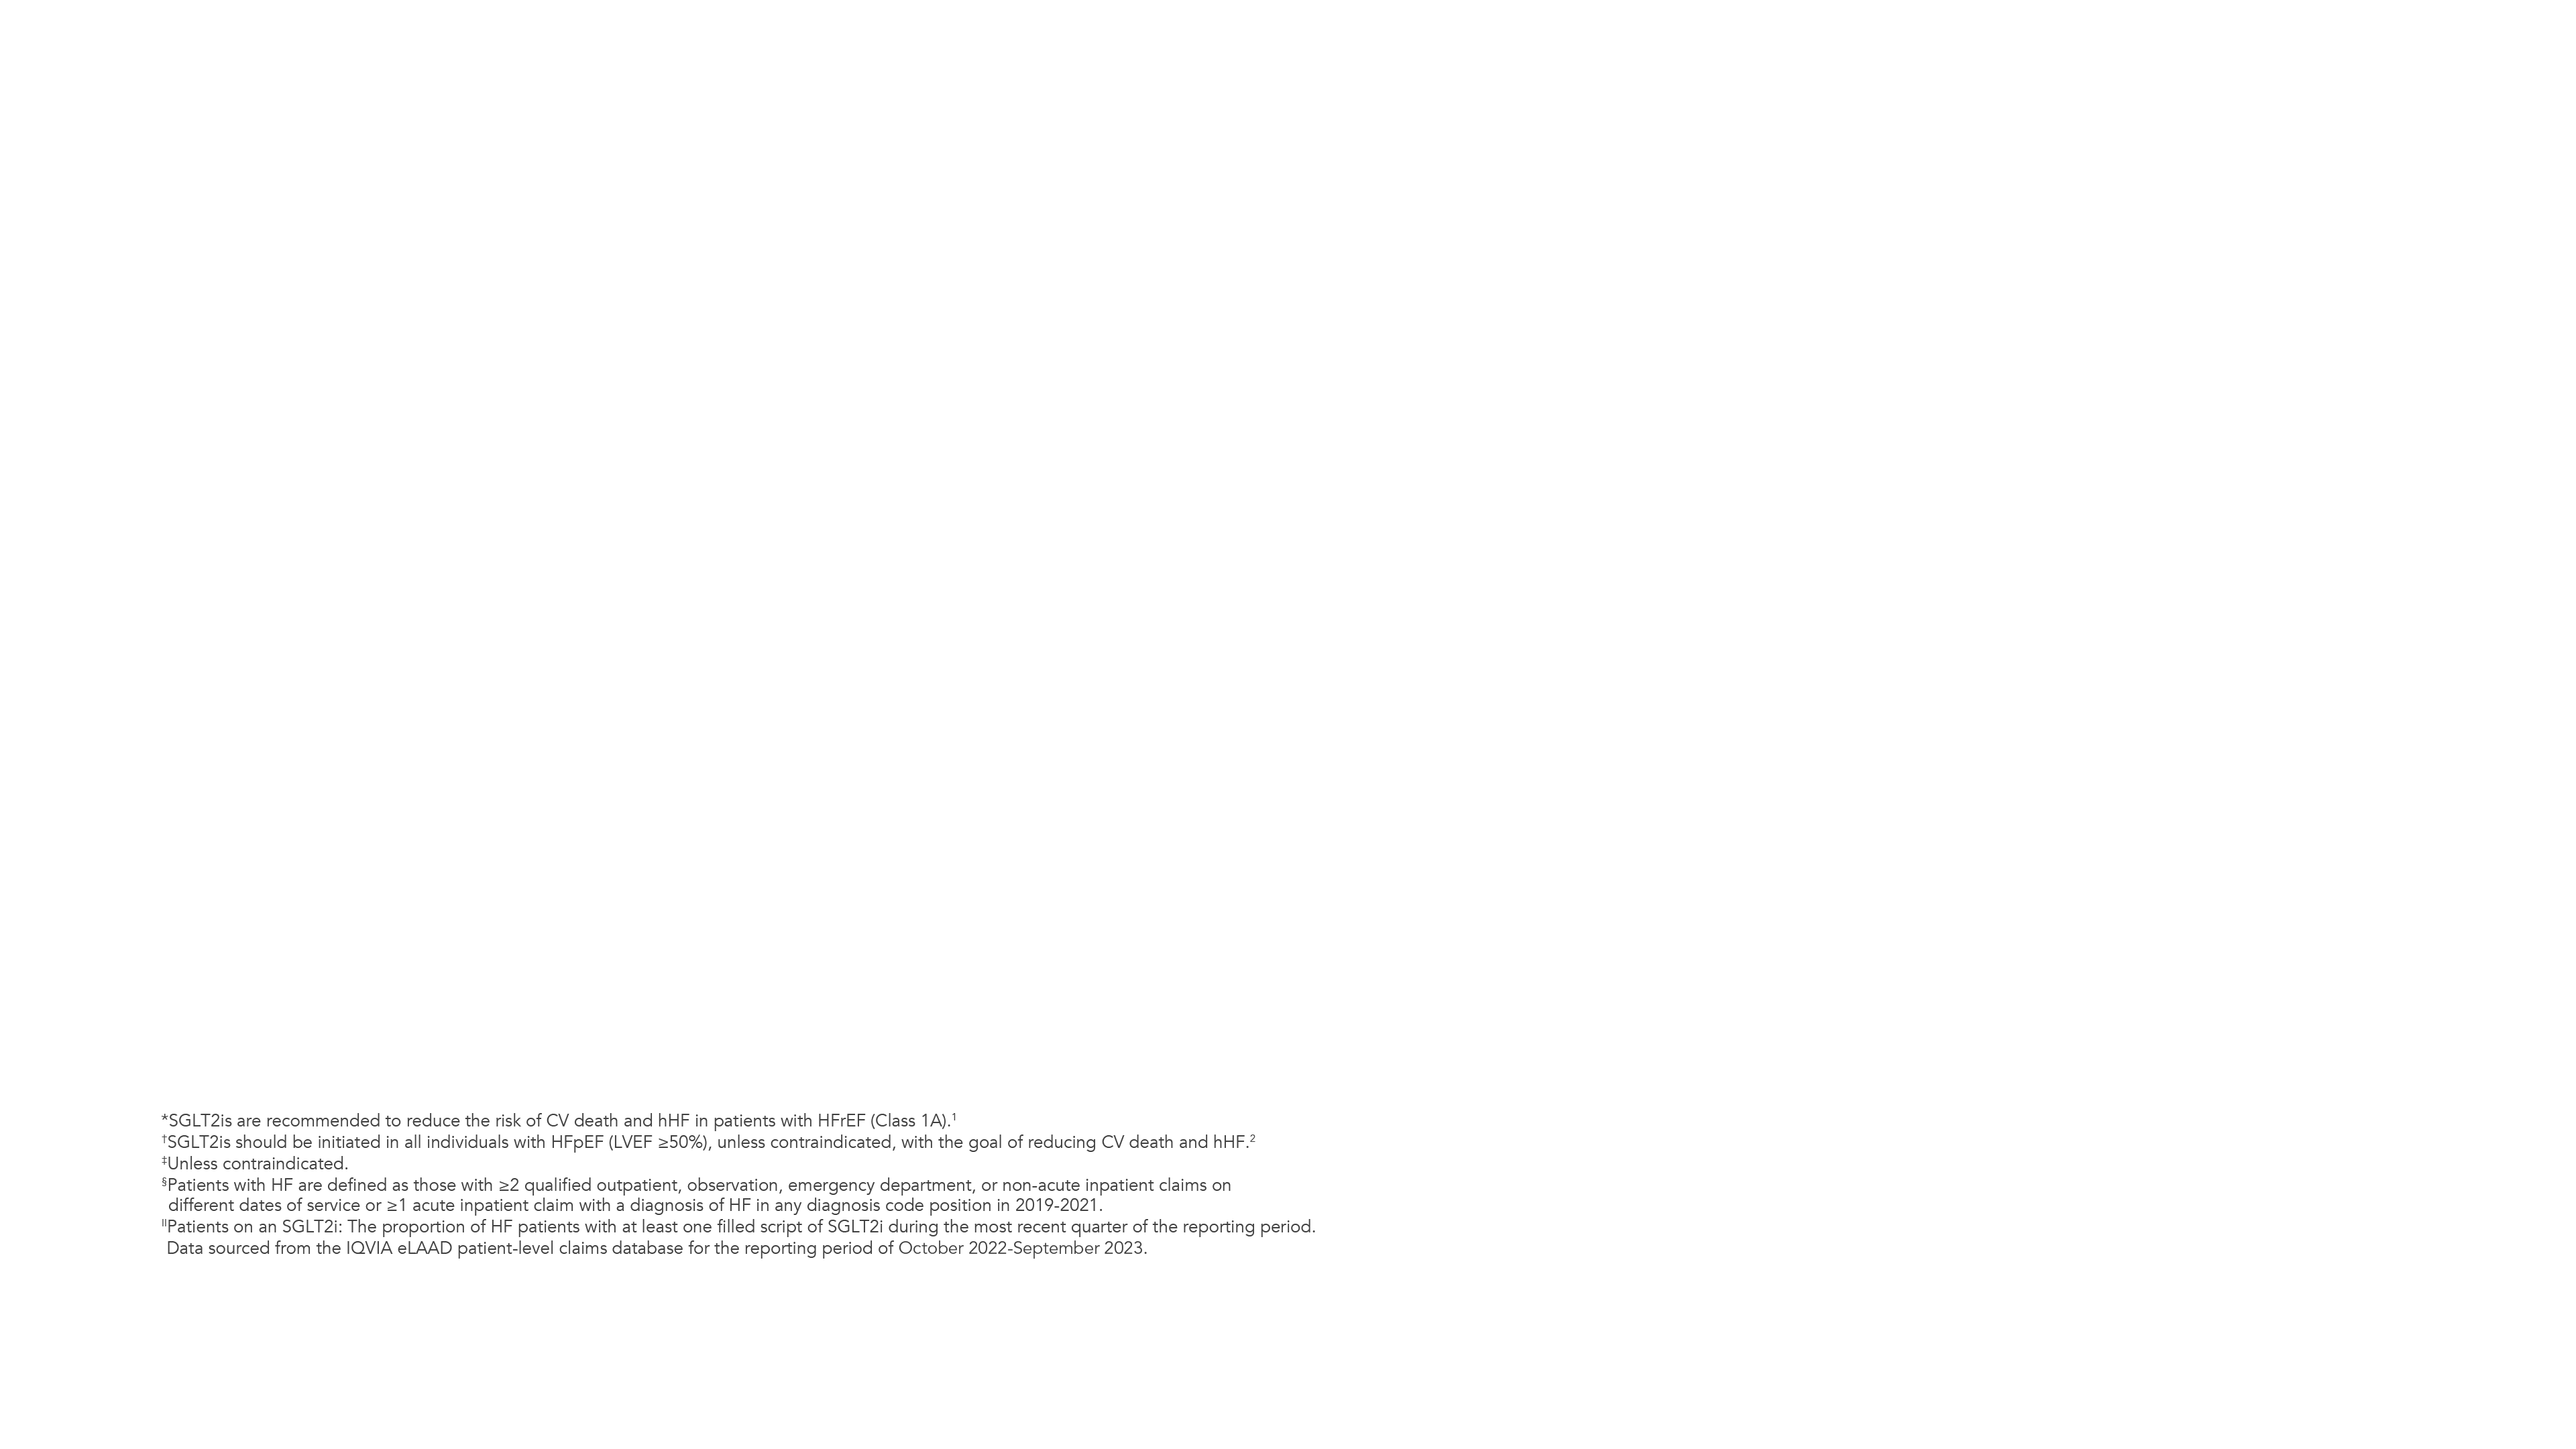 *SGLT2is are recommended to reduce the risk of CV death and hHF in patients with HFrEF (Class 1A).¹
†SGLT2is should be initiated in all individuals with HFpEF (LVEF ≥50%), unless contraindicated, with the goal of reducing CV death and hHF.²
‡Unless contraindicated.
§Patients with HF are defined as those with ≥2 qualified outpatient, observation, emergency department, or non-acute inpatient claims on
different dates of service or ≥1 acute inpatient claim with a diagnosis of HF in any diagnosis code position in 2019-2021.
‖Patients on an SGLT2i: The proportion of HF patients with at least one filled script of SGLT2i during the most recent quarter of the reporting period.
Data sourced from the IQVIA eLAAD patient-level claims database for the reporting period of October 2022-September 2023.